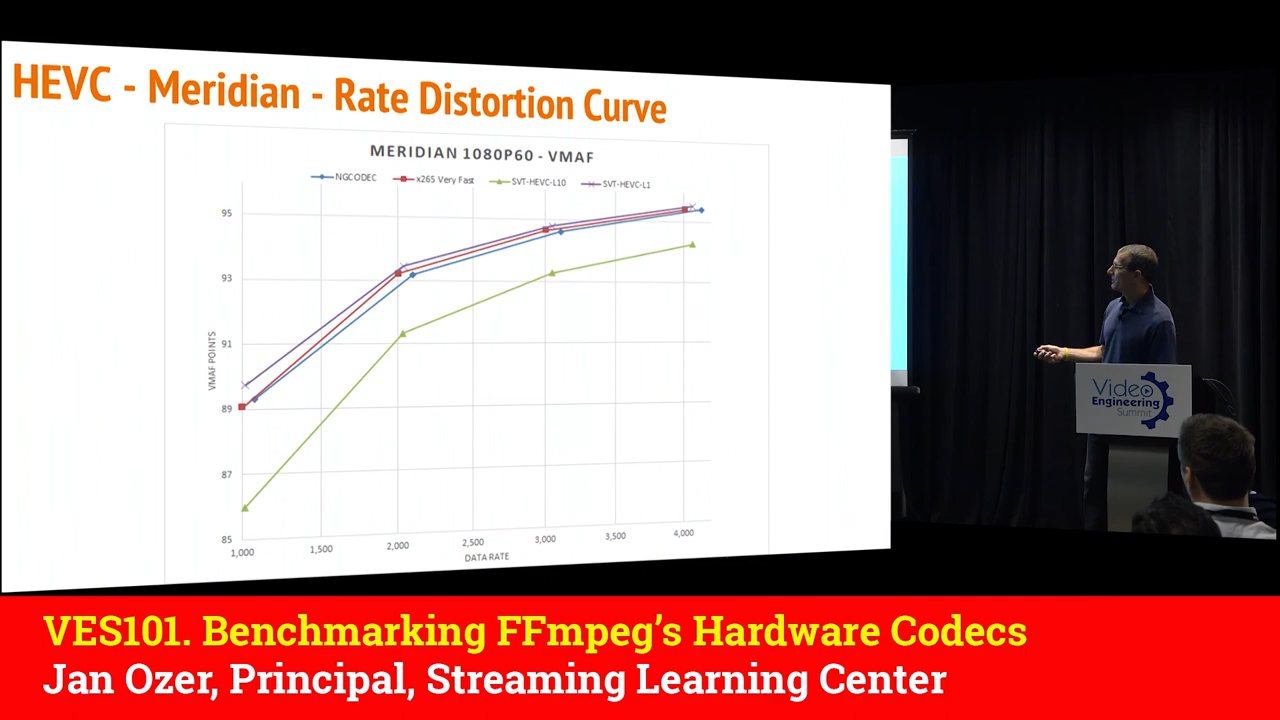 HEVC - Meridian - Rate Distortion Curve
MERIDIAN 1080P60 - VMAF
NGCODEC x265 Very Fast SVT-HEVC-L10 SVT-HEVC-L1
95
93
91
89
87
85
VMAF POINTS
1,000 1,500 2,000 2,500 3,000 3,500 4,000
DATA RATE
Video
Engineering
Summit
VES101. Benchmarking FFmpeg's Hardware Codecs
Jan Ozer, Principal, Streaming Learning Center